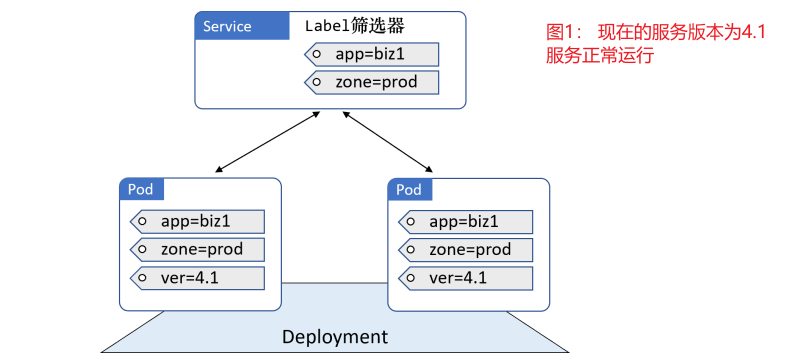 Service
Label筛选器
app=biz1
zone=prod
图1： 现在的服务版本为4.1
服务正常运行
Pod
app=biz1
zone=prod
ver=4.1
Pod
app=biz1
zone=prod
ver=4.1
Deployment